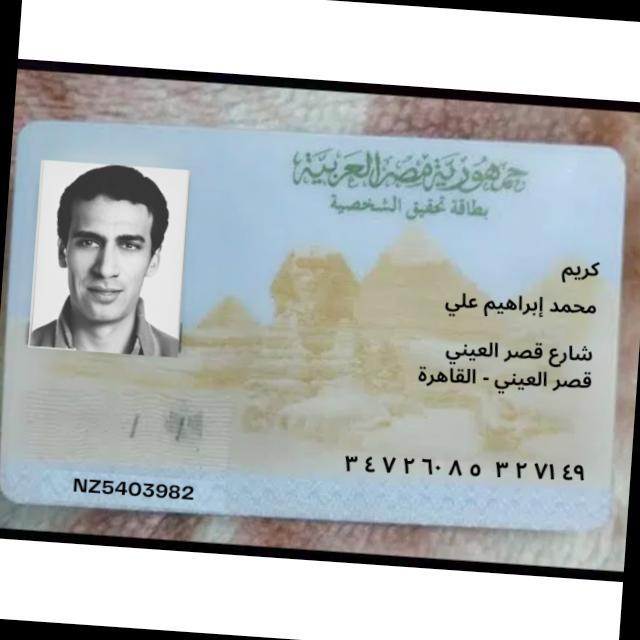 جمهورية مصر العربية
بطاقة تحقيق الشخصية
كريم
محمد إبراهيم علي
شارع قصر العيني
قصر العيني - القاهرة
٣٤٧٢٦٠٨٥ ٣٢٧١٤٩
NZ5403982